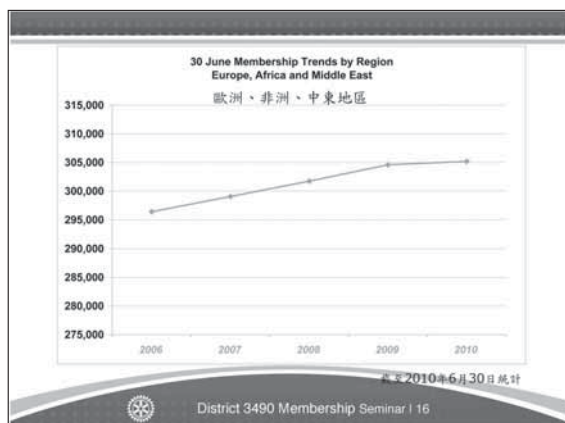 30 June Membership Trends by Region
Europe, Africa and Middle East
歐洲、非洲、中東地區
315,000
310,000
305,000
300,000
295,000
290,000
285,000
280,000
275,000
2006
2007
2008
2009
2010
截至2010年6月30日統計
District 3490 Membership Seminar | 16